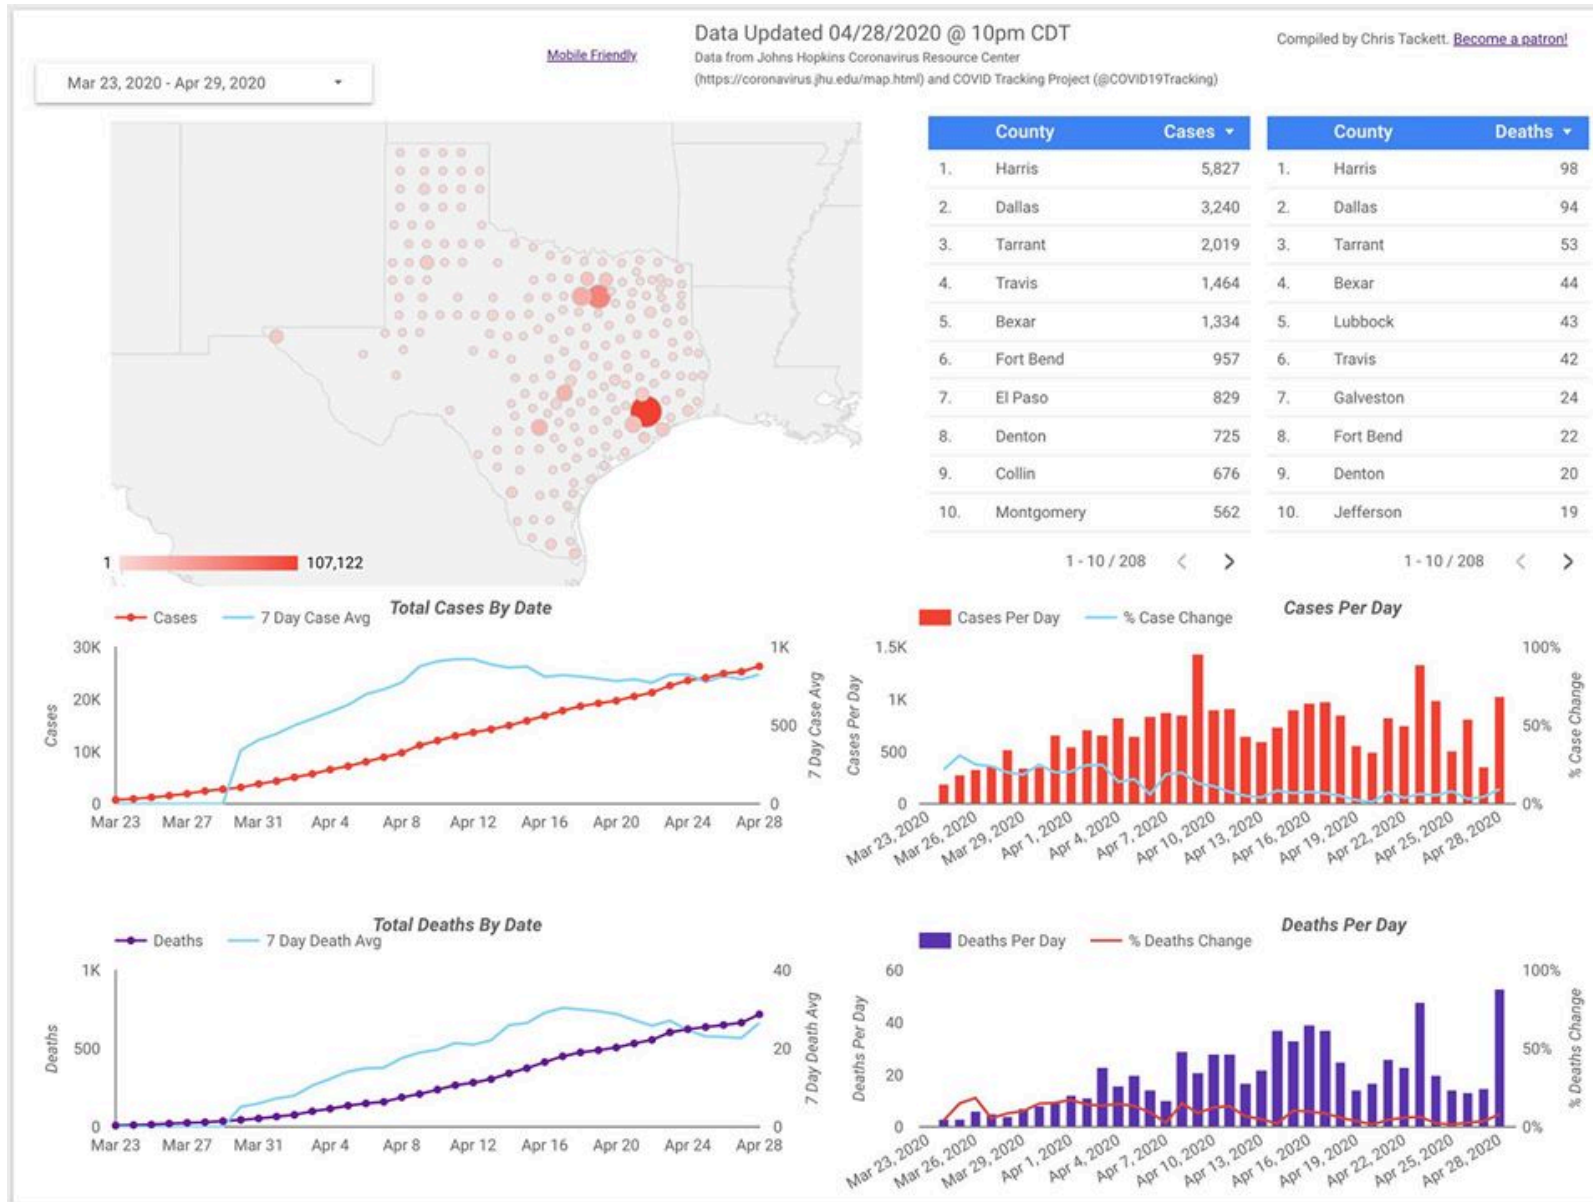 Mobile Friendly
Data Updated 04/28/2020 @ 10pm CDT
Data from Johns Hopkins Coronavirus Resource Center
(https://coronavirus.jhu.edu/map.html) and COVID Tracking Project (@COVID19Tracking)
Compiled by Chris Tackett. Become a patron!
Mar 23, 2020 - Apr 29, 2020
County Cases
1. Harris 5,827
2. Dallas 3,240
3. Tarrant 2,019
4. Travis 1,464
5. Bexar 1,334
6. Fort Bend 957
7. El Paso 829
8. Denton 725
9. Collin 676
10. Montgomery 562
1 - 10 / 208
County Deaths
1. Harris 98
2. Dallas 94
3. Tarrant 53
4. Bexar 44
5. Lubbock 43
6. Travis 42
7. Galveston 24
8. Fort Bend 22
9. Denton 20
10. Jefferson 19
1 - 10 / 208
1 107,122
Total Cases By Date
Cases 7 Day Case Avg
30K
20K
10K
0
Cases
1K
500
0
7 Day Case Avg
Mar 23 Mar 27 Mar 31 Apr 4 Apr 8 Apr 12 Apr 16 Apr 20 Apr 24 Apr 28
Cases Per Day
Cases Per Day % Case Change
1.5K
1K
500
0
Cases Per Day
100%
50%
0%
% Case Change
Mar 23, 2020 Mar 26, 2020 Mar 29, 2020 Apr 1, 2020 Apr 4, 2020 Apr 7, 2020 Apr 10, 2020 Apr 13, 2020 Apr 16, 2020 Apr 19, 2020 Apr 22, 2020 Apr 25, 2020 Apr 28, 2020
Total Deaths By Date
Deaths 7 Day Death Avg
1K
500
0
Deaths
40
20
0
7 Day Death Avg
Mar 23 Mar 27 Mar 31 Apr 4 Apr 8 Apr 12 Apr 16 Apr 20 Apr 24 Apr 28
Deaths Per Day
Deaths Per Day % Deaths Change
60
40
20
0
Deaths Per Day
100%
50%
0%
% Deaths Change
Mar 23, 2020 Mar 26, 2020 Mar 29, 2020 Apr 1, 2020 Apr 4, 2020 Apr 7, 2020 Apr 10, 2020 Apr 13, 2020 Apr 16, 2020 Apr 19, 2020 Apr 22, 2020 Apr 25, 2020 Apr 28, 2020